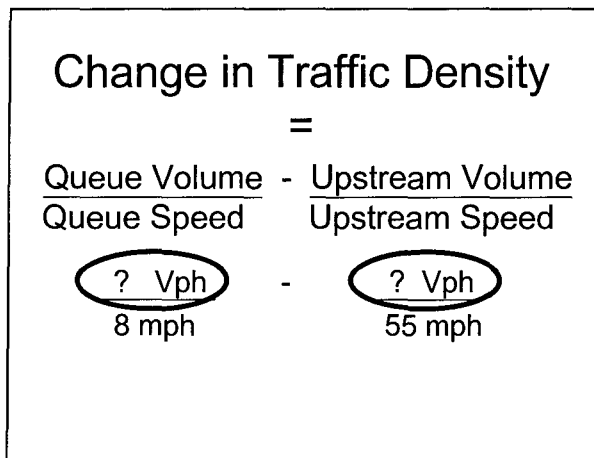 Change in Traffic Density
=
Queue Volume - Upstream Volume
Queue Speed Upstream Speed
? Vph - ? Vph
8 mph 55 mph